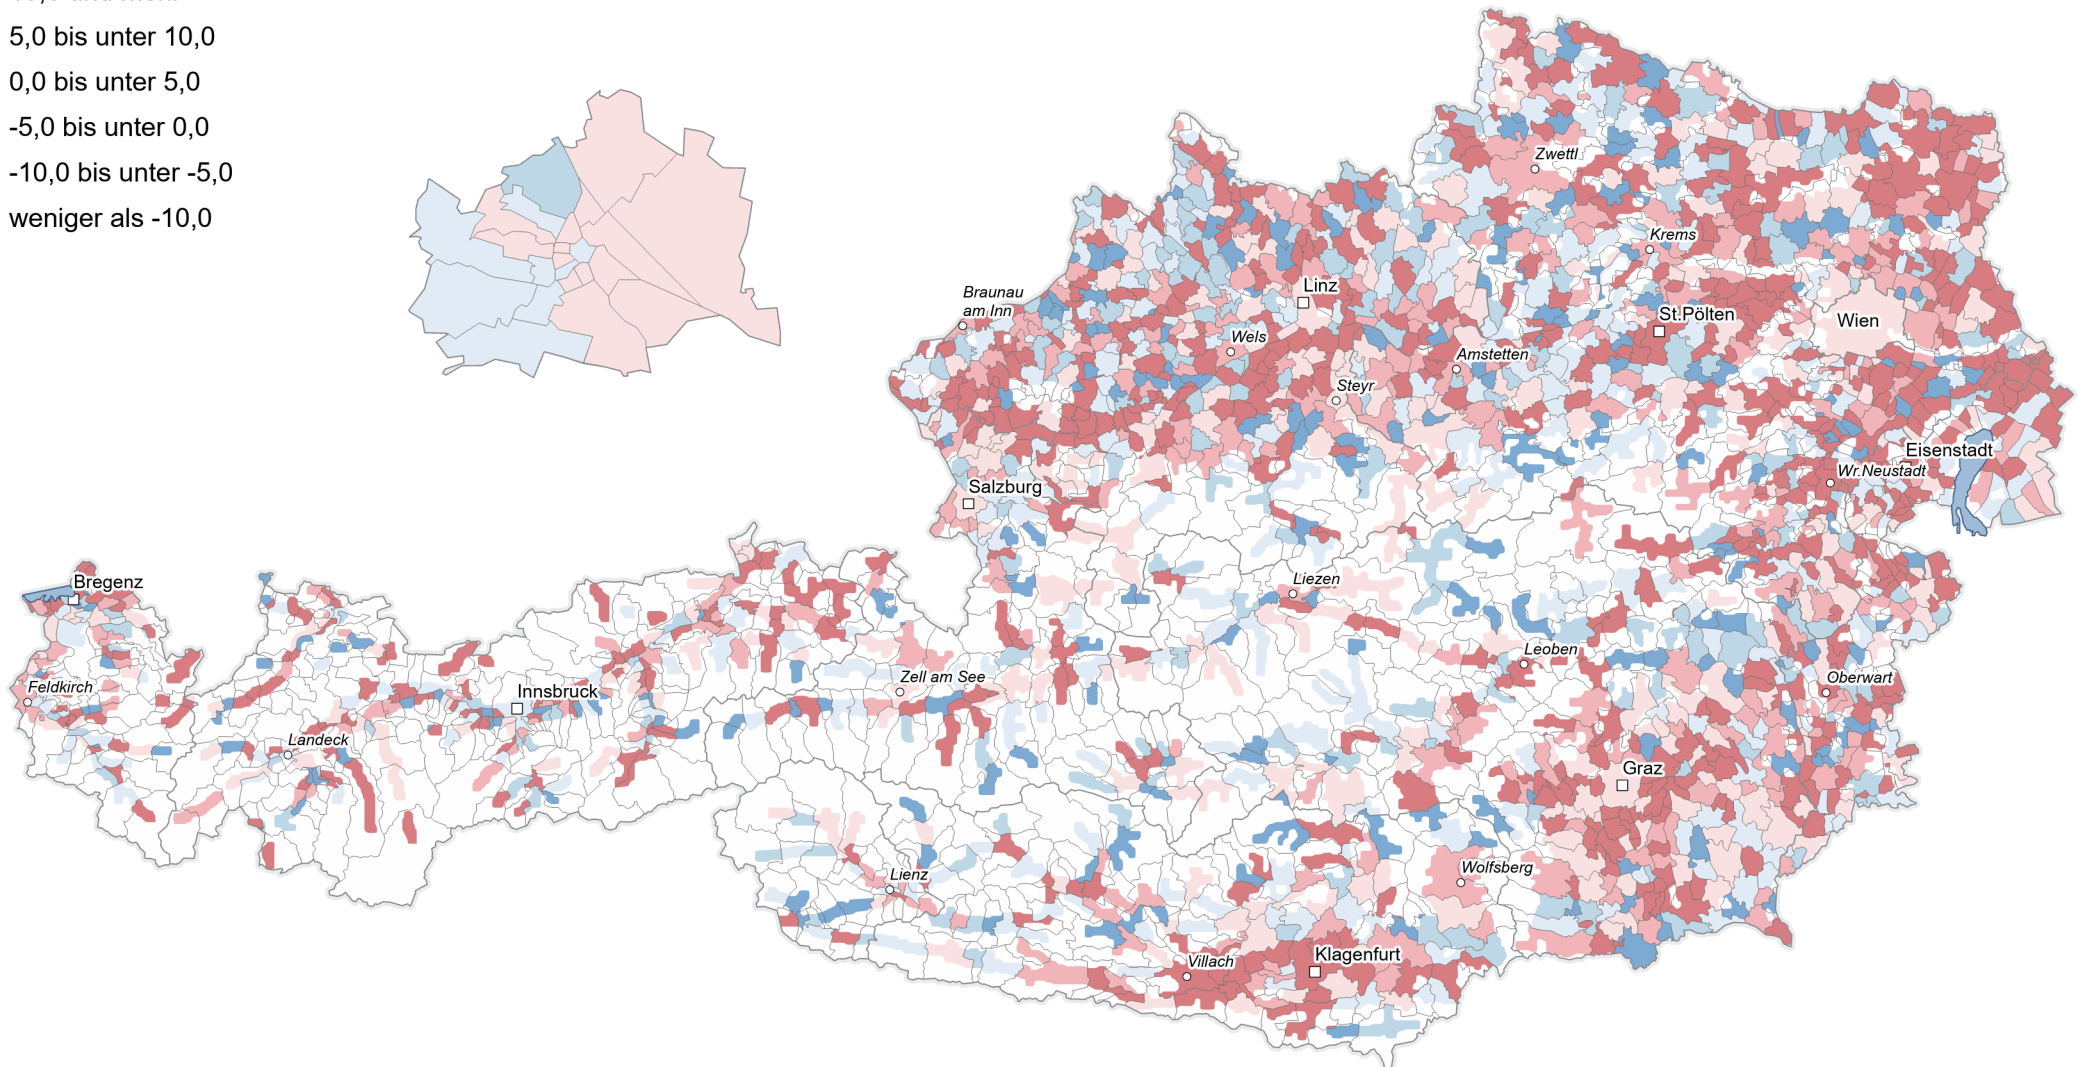 5,0 bis unter 10,0
0,0 bis unter 5,0
-5,0 bis unter 0,0
-10,0 bis unter -5,0
weniger als -10,0
Zwettl
Krems
Braunau
am Inn
Linz
St.Pölten
Wien
Wels
Amstetten
Steyr
Eisenstadt
Wr.Neustadt
Salzburg
Bregenz
Liezen
Leoben
Feldkirch
Innsbruck
Zell am See
Oberwart
Landeck
Graz
Lienz
Wolfsberg
Villach
Klagenfurt